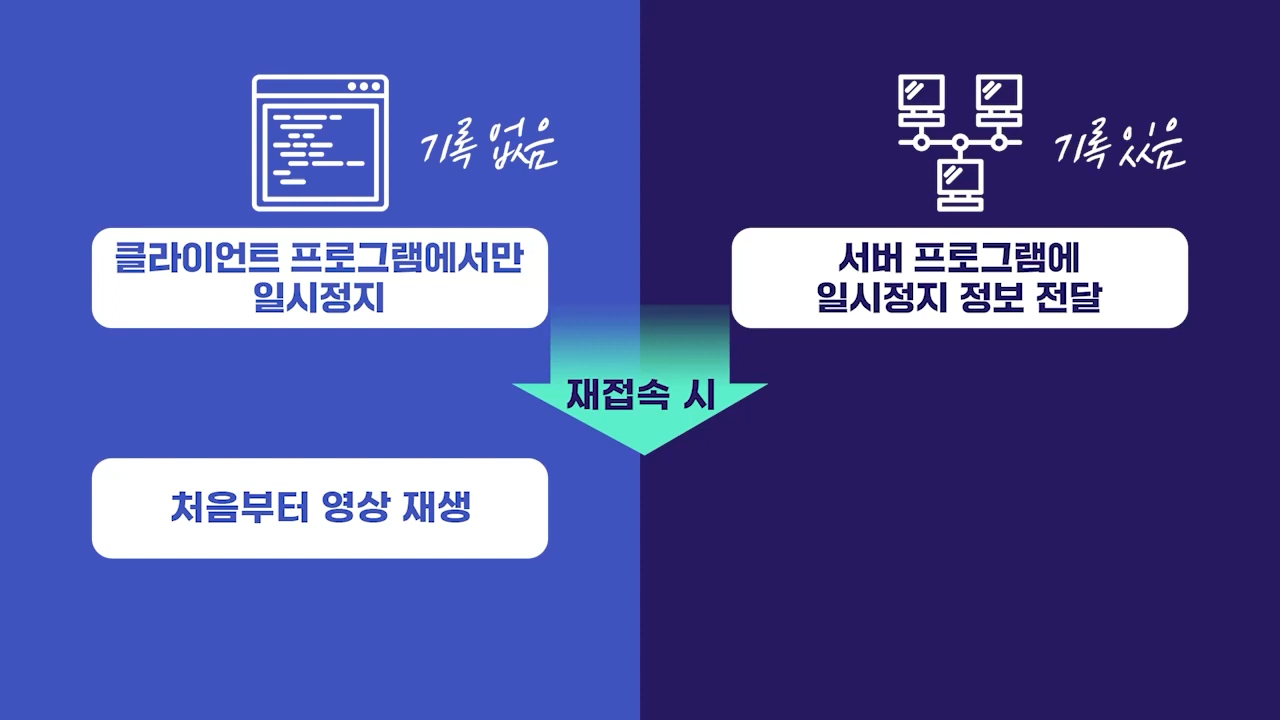 기록 없음
클라이언트 프로그램에서만
일시정지
기록 있음
서버 프로그램에
일시정지 정보 전달
재접속 시
처음부터 영상 재생